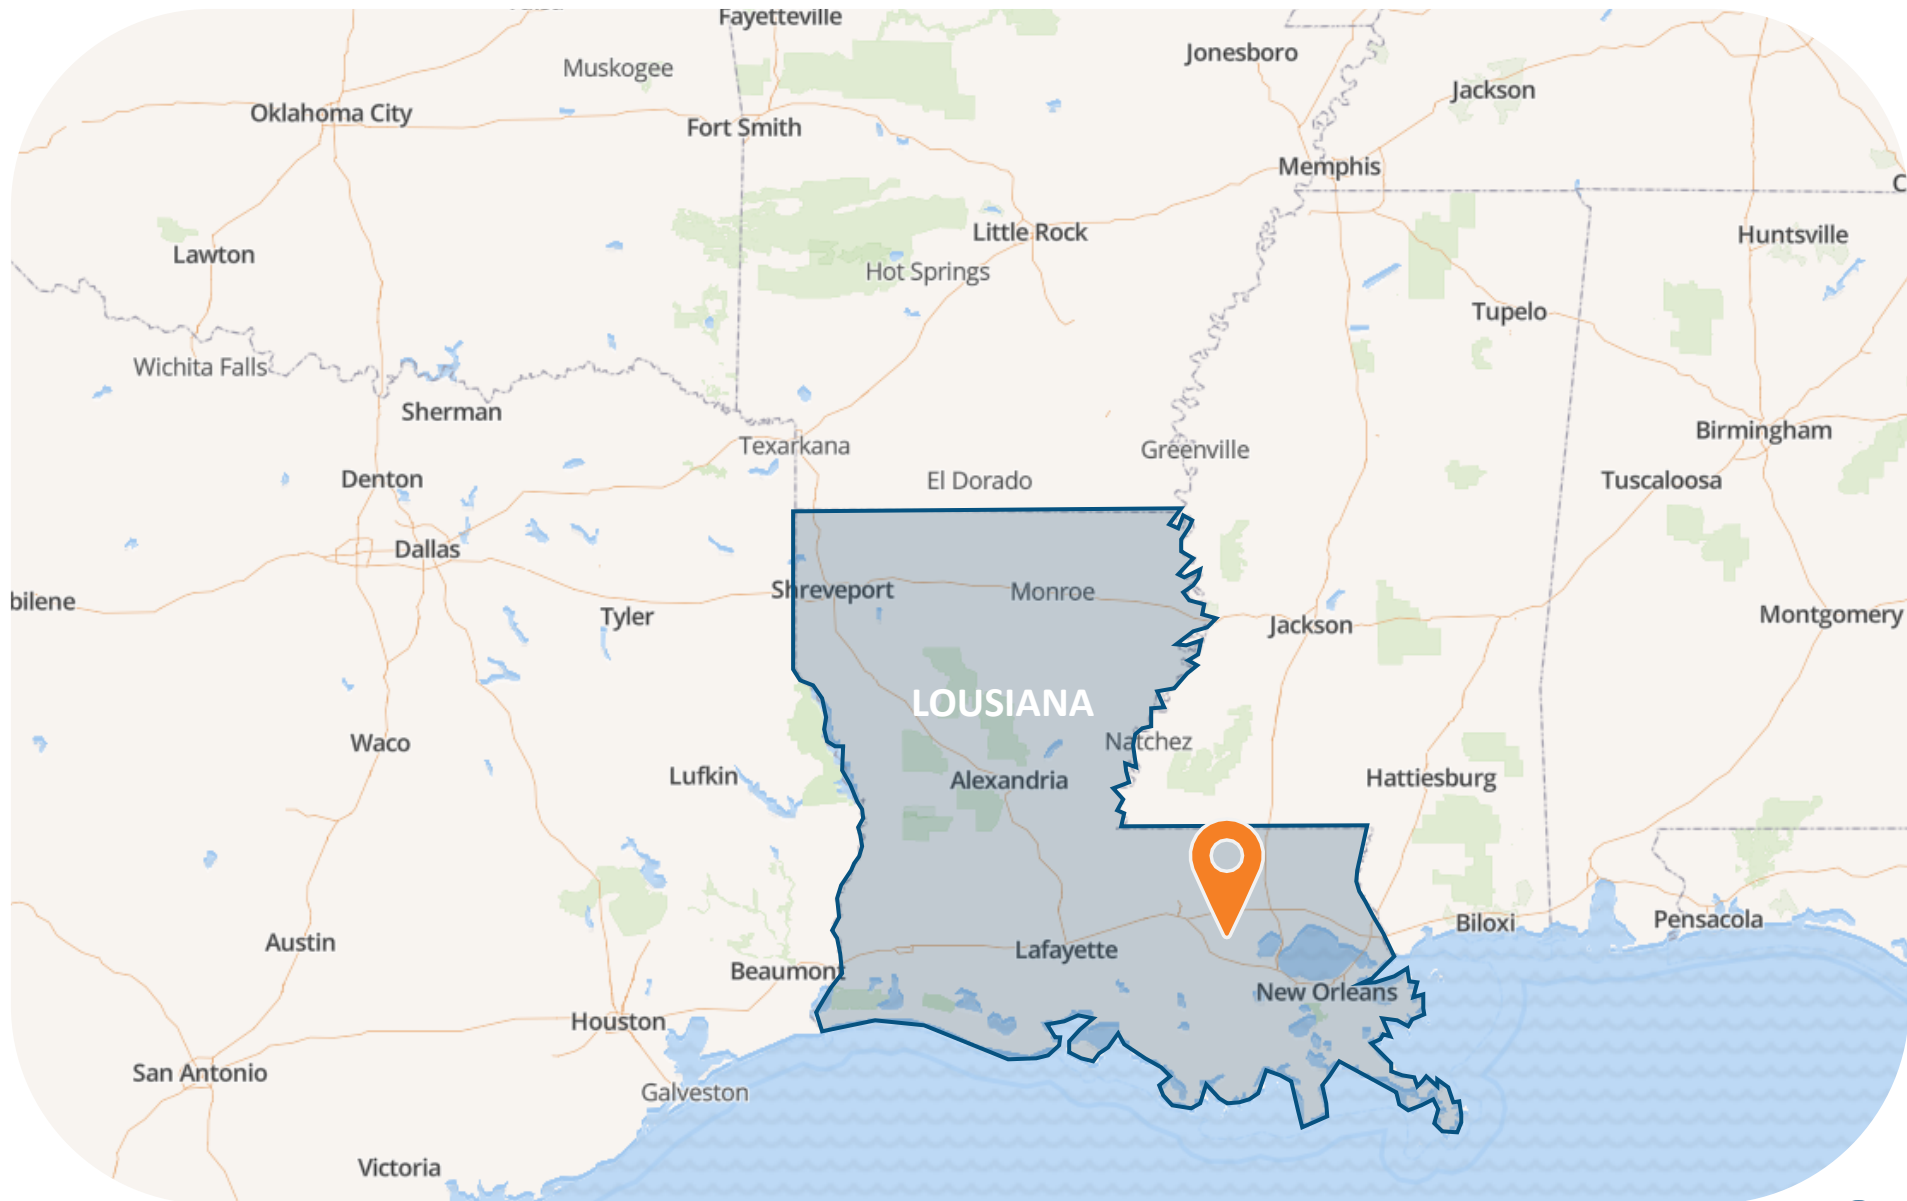 Fayetteville
Jonesboro
Muskogee
Jackson
Oklahoma City
Fort Smith
Memphis
Little Rock
Huntsville
Lawton
Hot Springs
Tupelo
Wichita Falls
Sherman
Birmingham
Texarkana
Greenville
Denton
El Dorado
Tuscaloosa
Dallas
Shreveport
Monroe
bilene
Tyler
Jackson
Montgomery
LOUSIANA
Waco
Natchez
Lufkin
Alexandria
Hattiesburg
Austin
Lafayette
Biloxi
Pensacola
Beaumont
New Orleans
Houston
San Antonio
Galveston
Victoria